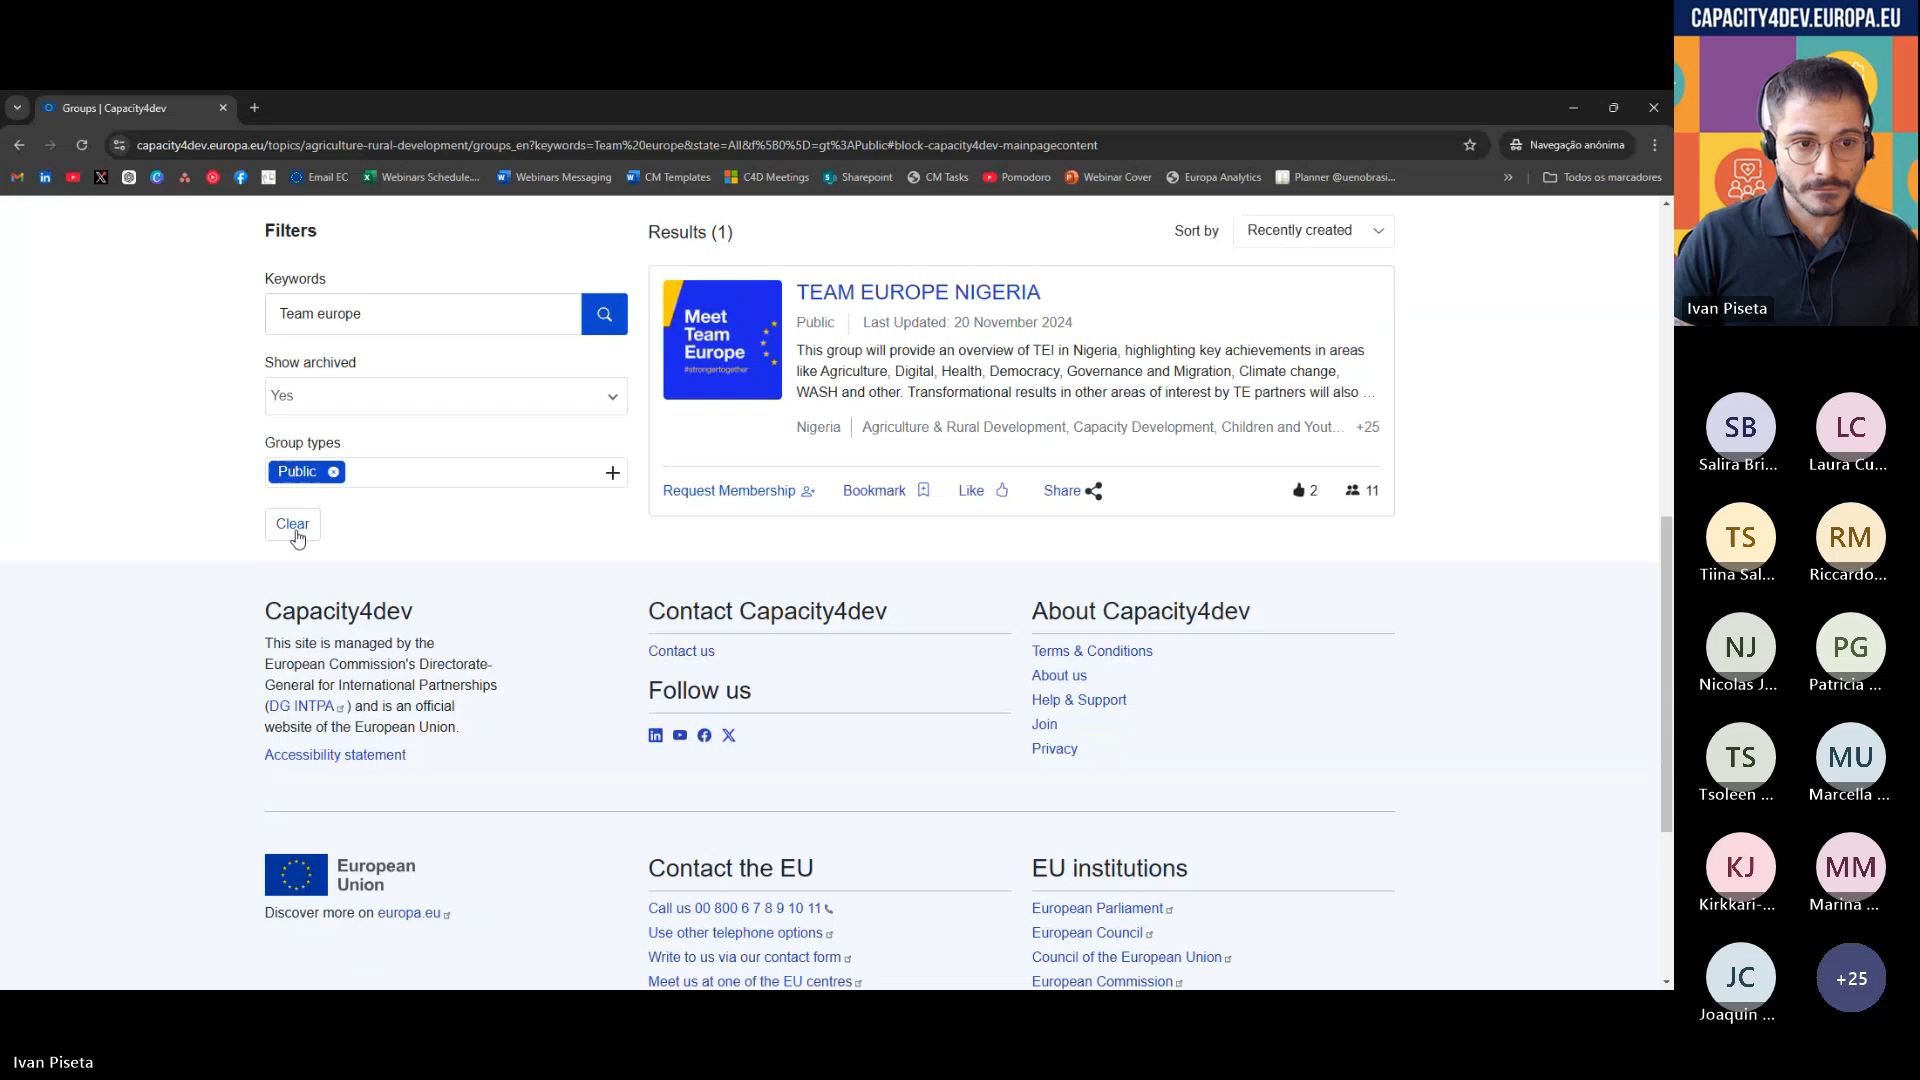 CAPACITY4DEV.EUROPA.EU
Groups | Capacity4dev
capacity4dev.europa.eu/topics/agriculture-rural-development/groups_en?keywords=Team%20europe&state=All&f%5B0%5D=gt%3APublic#block-capacity4dev-mainpagecontent
Navegação anônima
Email EC
Webinars Schedule....
Webinars Messaging
CM Templates
C4D Meetings
Sharepoint
CM Tasks
Pomodoro
Webinar Cover
Europa Analytics
Planner @uenobrasi...
Todos os marcadores
Filters
Keywords
Team europe
Show archived
Yes
Group types
Public
Clear
Results (1)
Sort by
Recently created
Meet
Team
Europe
#strongertogether
TEAM EUROPE NIGERIA
Public
Last Updated: 20 November 2024
This group will provide an overview of TEI in Nigeria, highlighting key achievements in areas
like Agriculture, Digital, Health, Democracy, Governance and Migration, Climate change,
WASH and other. Transformational results in other areas of interest by TE partners will also ...
Nigeria
Agriculture & Rural Development, Capacity Development, Children and Yout...
+25
Request Membership
Bookmark
Like
Share
2
11
Capacity4dev
This site is managed by the
European Commission's Directorate-
General for International Partnerships
(DG INTPA) and is an official
website of the European Union.
Accessibility statement
Contact Capacity4dev
Contact us
Follow us
About Capacity4dev
Terms & Conditions
About us
Help & Support
Join
Privacy
European
Union
Discover more on europa.eu
Contact the EU
Call us 00 800 6 7 8 9 10 11
Use other telephone options
Write to us via our contact form
Meet us at one of the EU centres
EU institutions
European Parliament
European Council
Council of the European Union
European Commission
Ivan Piseta
SB
Salira Bri...
LC
Laura Cu...
TS
Tiina Sal...
RM
Riccardo...
NJ
Nicolas J...
PG
Patricia ...
TS
Tsoleen ...
MU
Marcella ...
KJ
Kirkkari-...
MM
Marina ...
JC
Joaquin ...
+25
Ivan Piseta